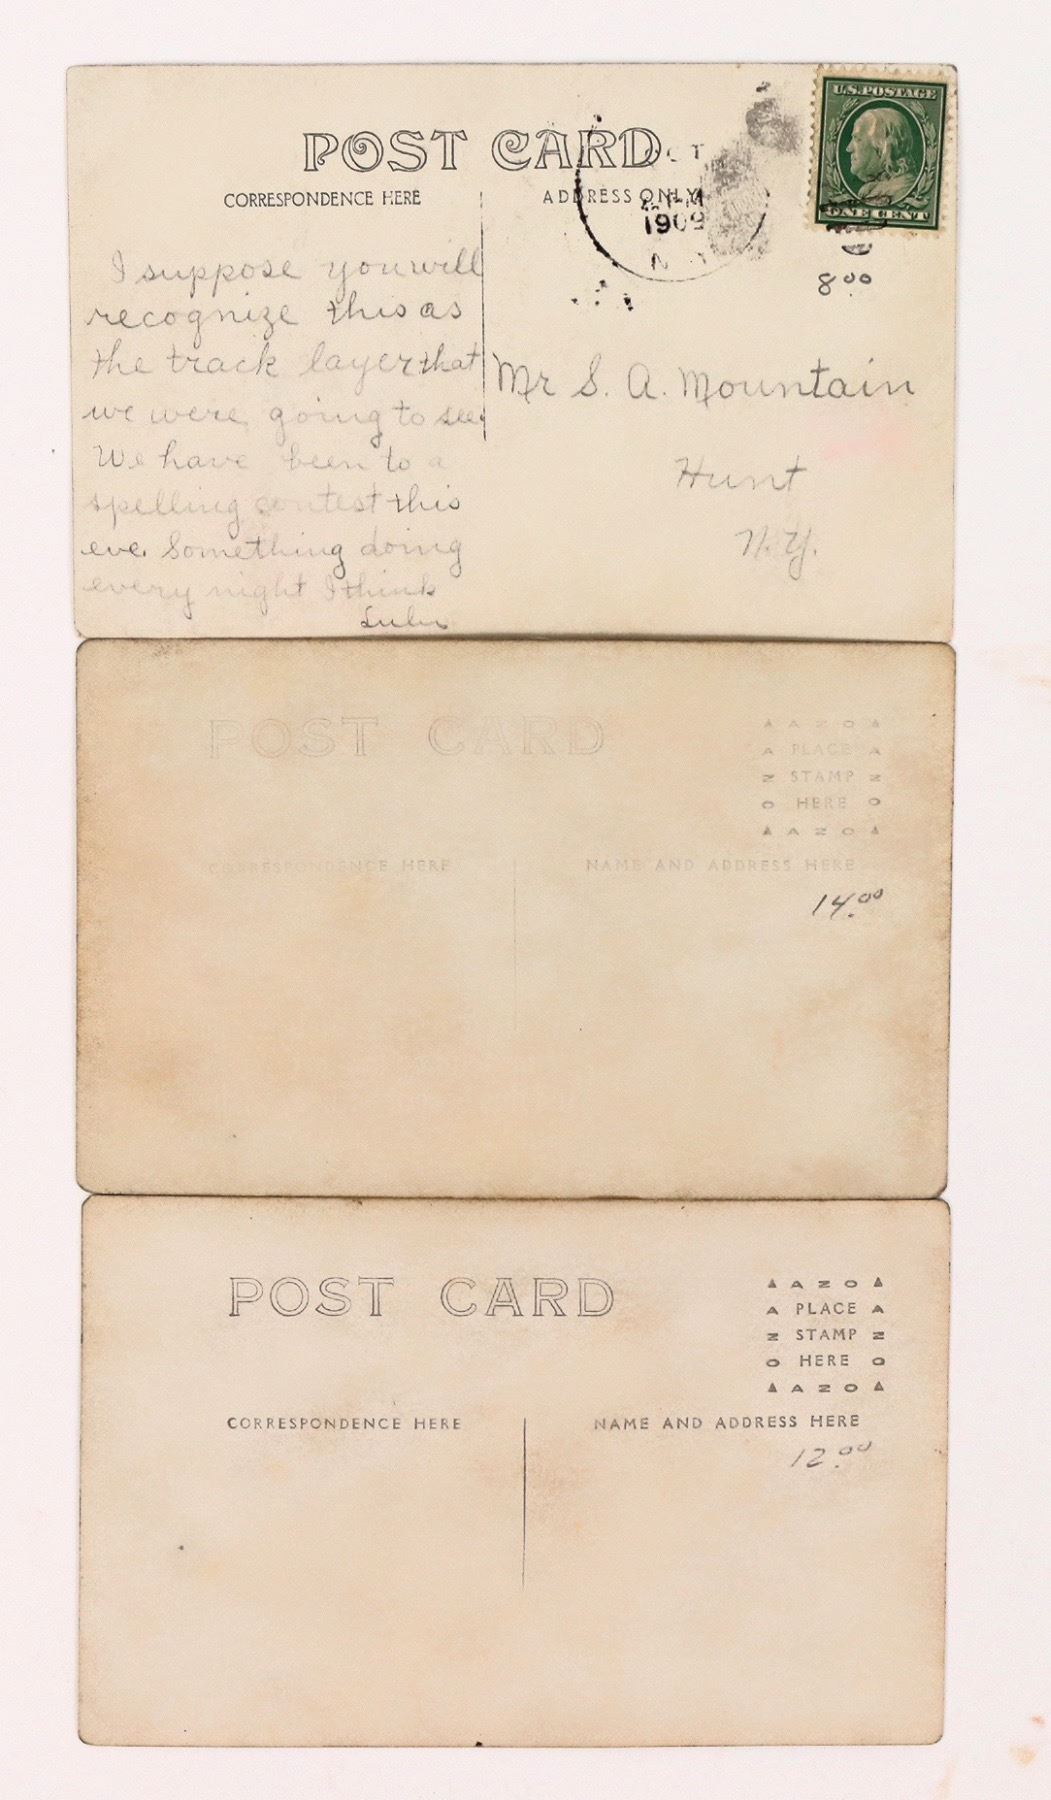 POST CARD
CORRESPONDENCE HERE
ADDRESS ONLY
OCT
1909
N Y
U.S. POSTAGE
ONE CENT
8.00
I suppose you will
recognize this as
the track layer that
we were going to see.
We have been to a
spelling contest this
eve. Something doing
every night I think
Lulu
Mr S. A. Mountain
Hunt
N.Y.
POST CARD
AZO
A PLACE A
N STAMP N
O HERE O
AZO
CORRESPONDENCE HERE
NAME AND ADDRESS HERE
14.00
POST CARD
AZO
A PLACE A
N STAMP N
O HERE O
AZO
CORRESPONDENCE HERE
NAME AND ADDRESS HERE
12.00